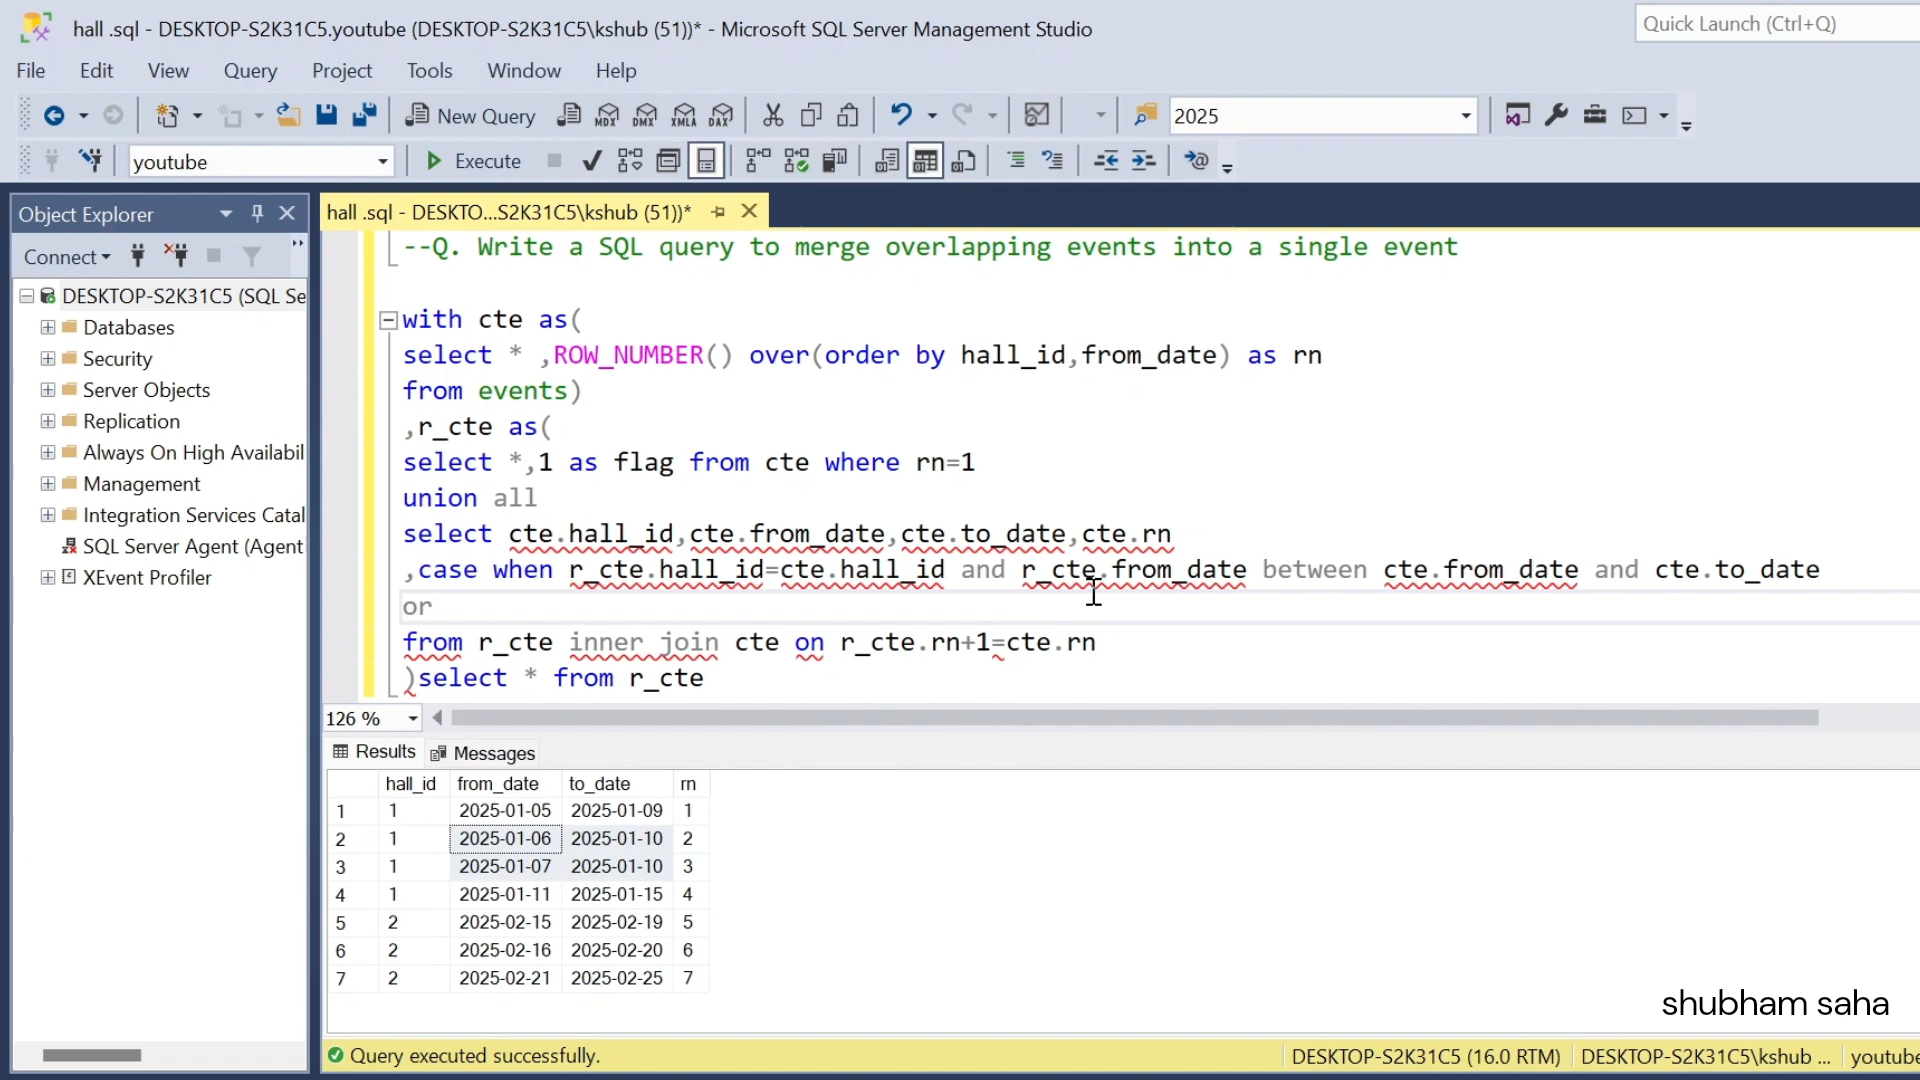 hall .sql - DESKTOP-S2K31C5.youtube (DESKTOP-S2K31C5\kshub (51))* - Microsoft SQL Server Management Studio
Quick Launch (Ctrl+Q)
File Edit View Query Project Tools Window Help
New Query MDX DMX XMLA DAX 2025
youtube Execute
Object Explorer
hall .sql - DESKTO...S2K31C5\kshub (51))*
Connect
DESKTOP-S2K31C5 (SQL Se
Databases
Security
Server Objects
Replication
Always On High Availabil
Management
Integration Services Catal
SQL Server Agent (Agent
XEvent Profiler
--Q. Write a SQL query to merge overlapping events into a single event
with cte as(
select * ,ROW_NUMBER() over(order by hall_id,from_date) as rn
from events)
,r_cte as(
select *,1 as flag from cte where rn=1
union all
select cte.hall_id,cte.from_date,cte.to_date,cte.rn
,case when r_cte.hall_id=cte.hall_id and r_cte.from_date between cte.from_date and cte.to_date
or
from r_cte inner join cte on r_cte.rn+1=cte.rn
)select * from r_cte
126 %
Results Messages
hall_id from_date to_date rn
1 1 2025-01-05 2025-01-09 1
2 1 2025-01-06 2025-01-10 2
3 1 2025-01-07 2025-01-10 3
4 1 2025-01-11 2025-01-15 4
5 2 2025-02-15 2025-02-19 5
6 2 2025-02-16 2025-02-20 6
7 2 2025-02-21 2025-02-25 7
shubham saha
Query executed successfully. DESKTOP-S2K31C5 (16.0 RTM) DESKTOP-S2K31C5\kshub ... youtube